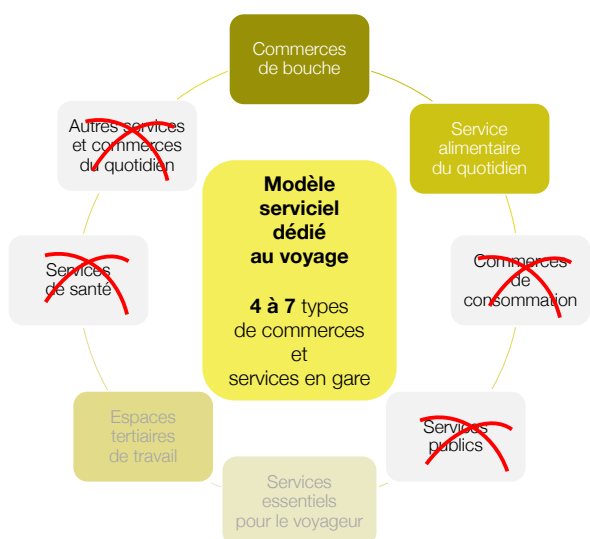 Commerces
de bouche
Service
alimentaire
du quotidien
Commerces
de
consommation
Services
publics
Services
essentiels
pour le voyageur
Espaces
tertiaires
de travail
Services
de santé
Autres services
et commerces
du quotidien
Modèle
serviciel
dédié
au voyage
4 à 7 types
de commerces
et
services en gare